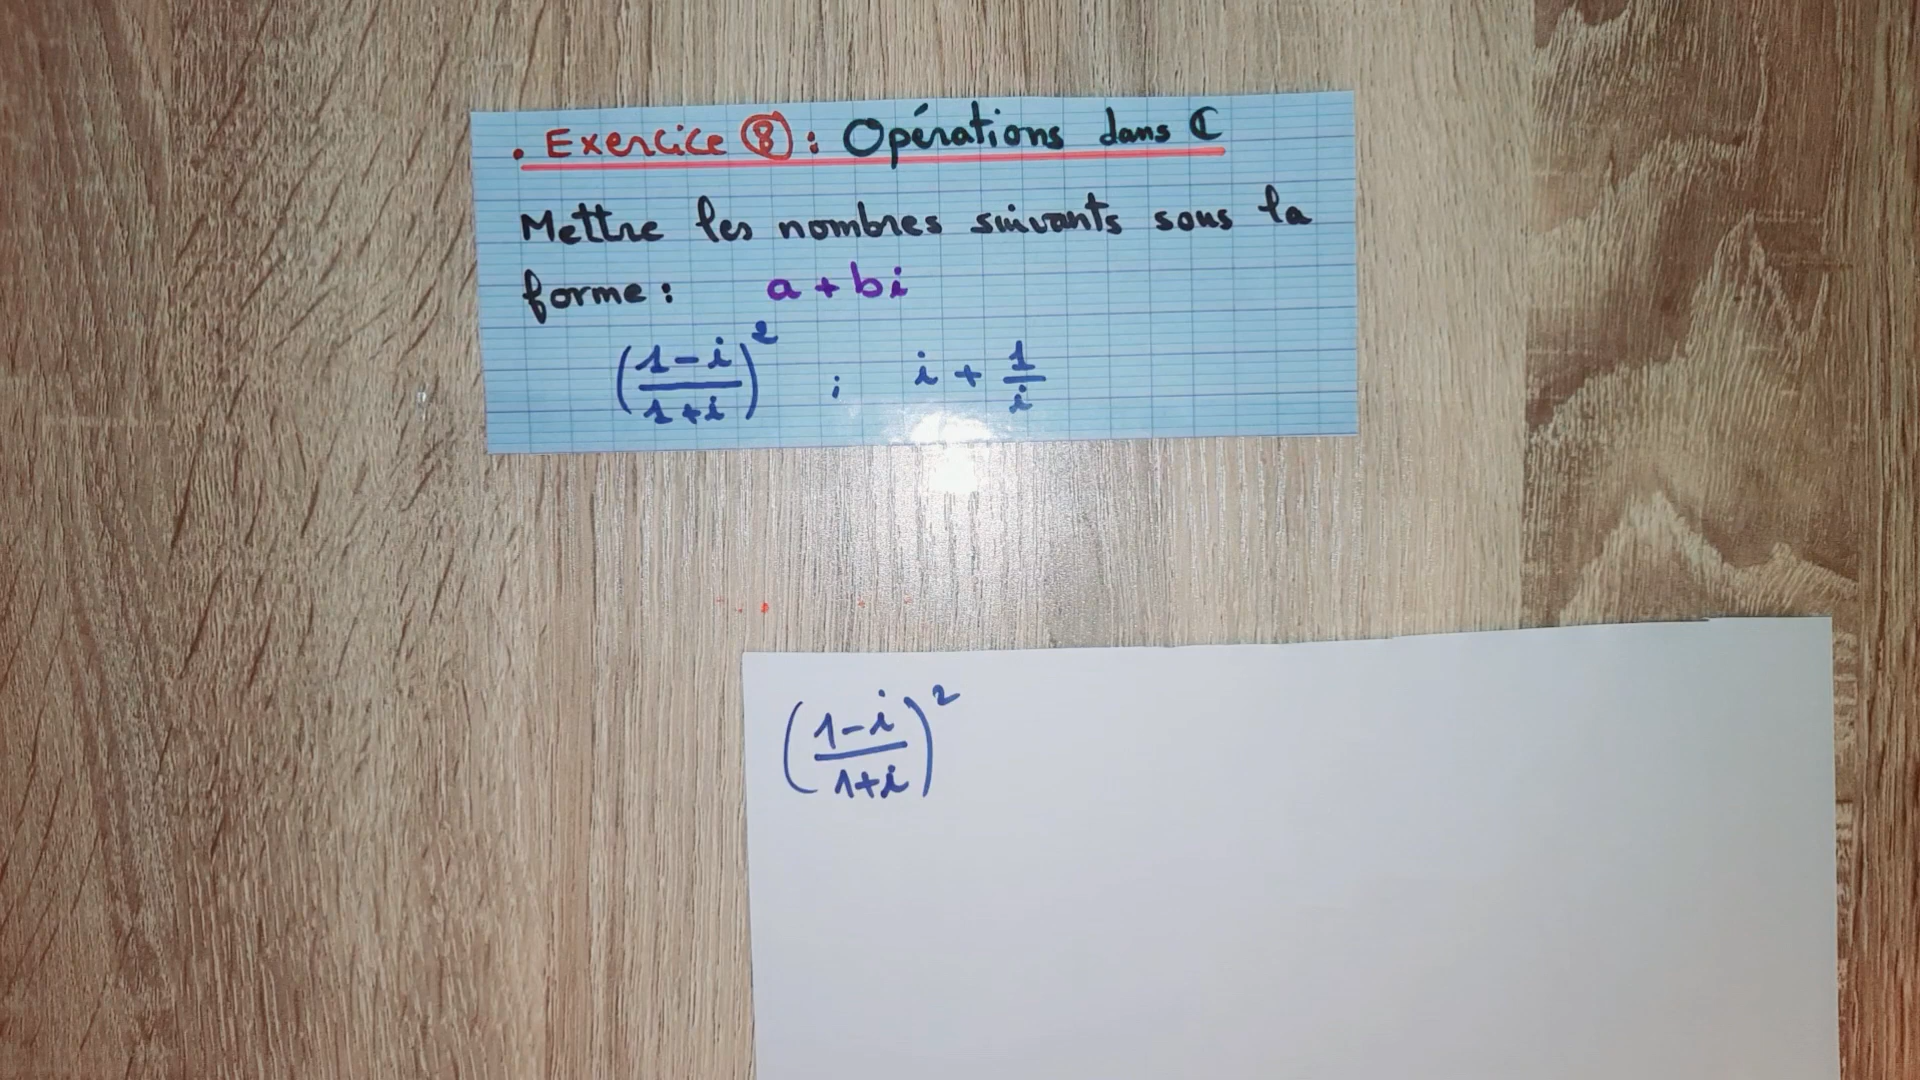 . Exercice ⑧ : Opérations dans ℂ
Mettre les nombres suivants sous la
forme : a + bi
((1-i)/(1+i))² ; i + 1/i
((1-i)/(1+i))²